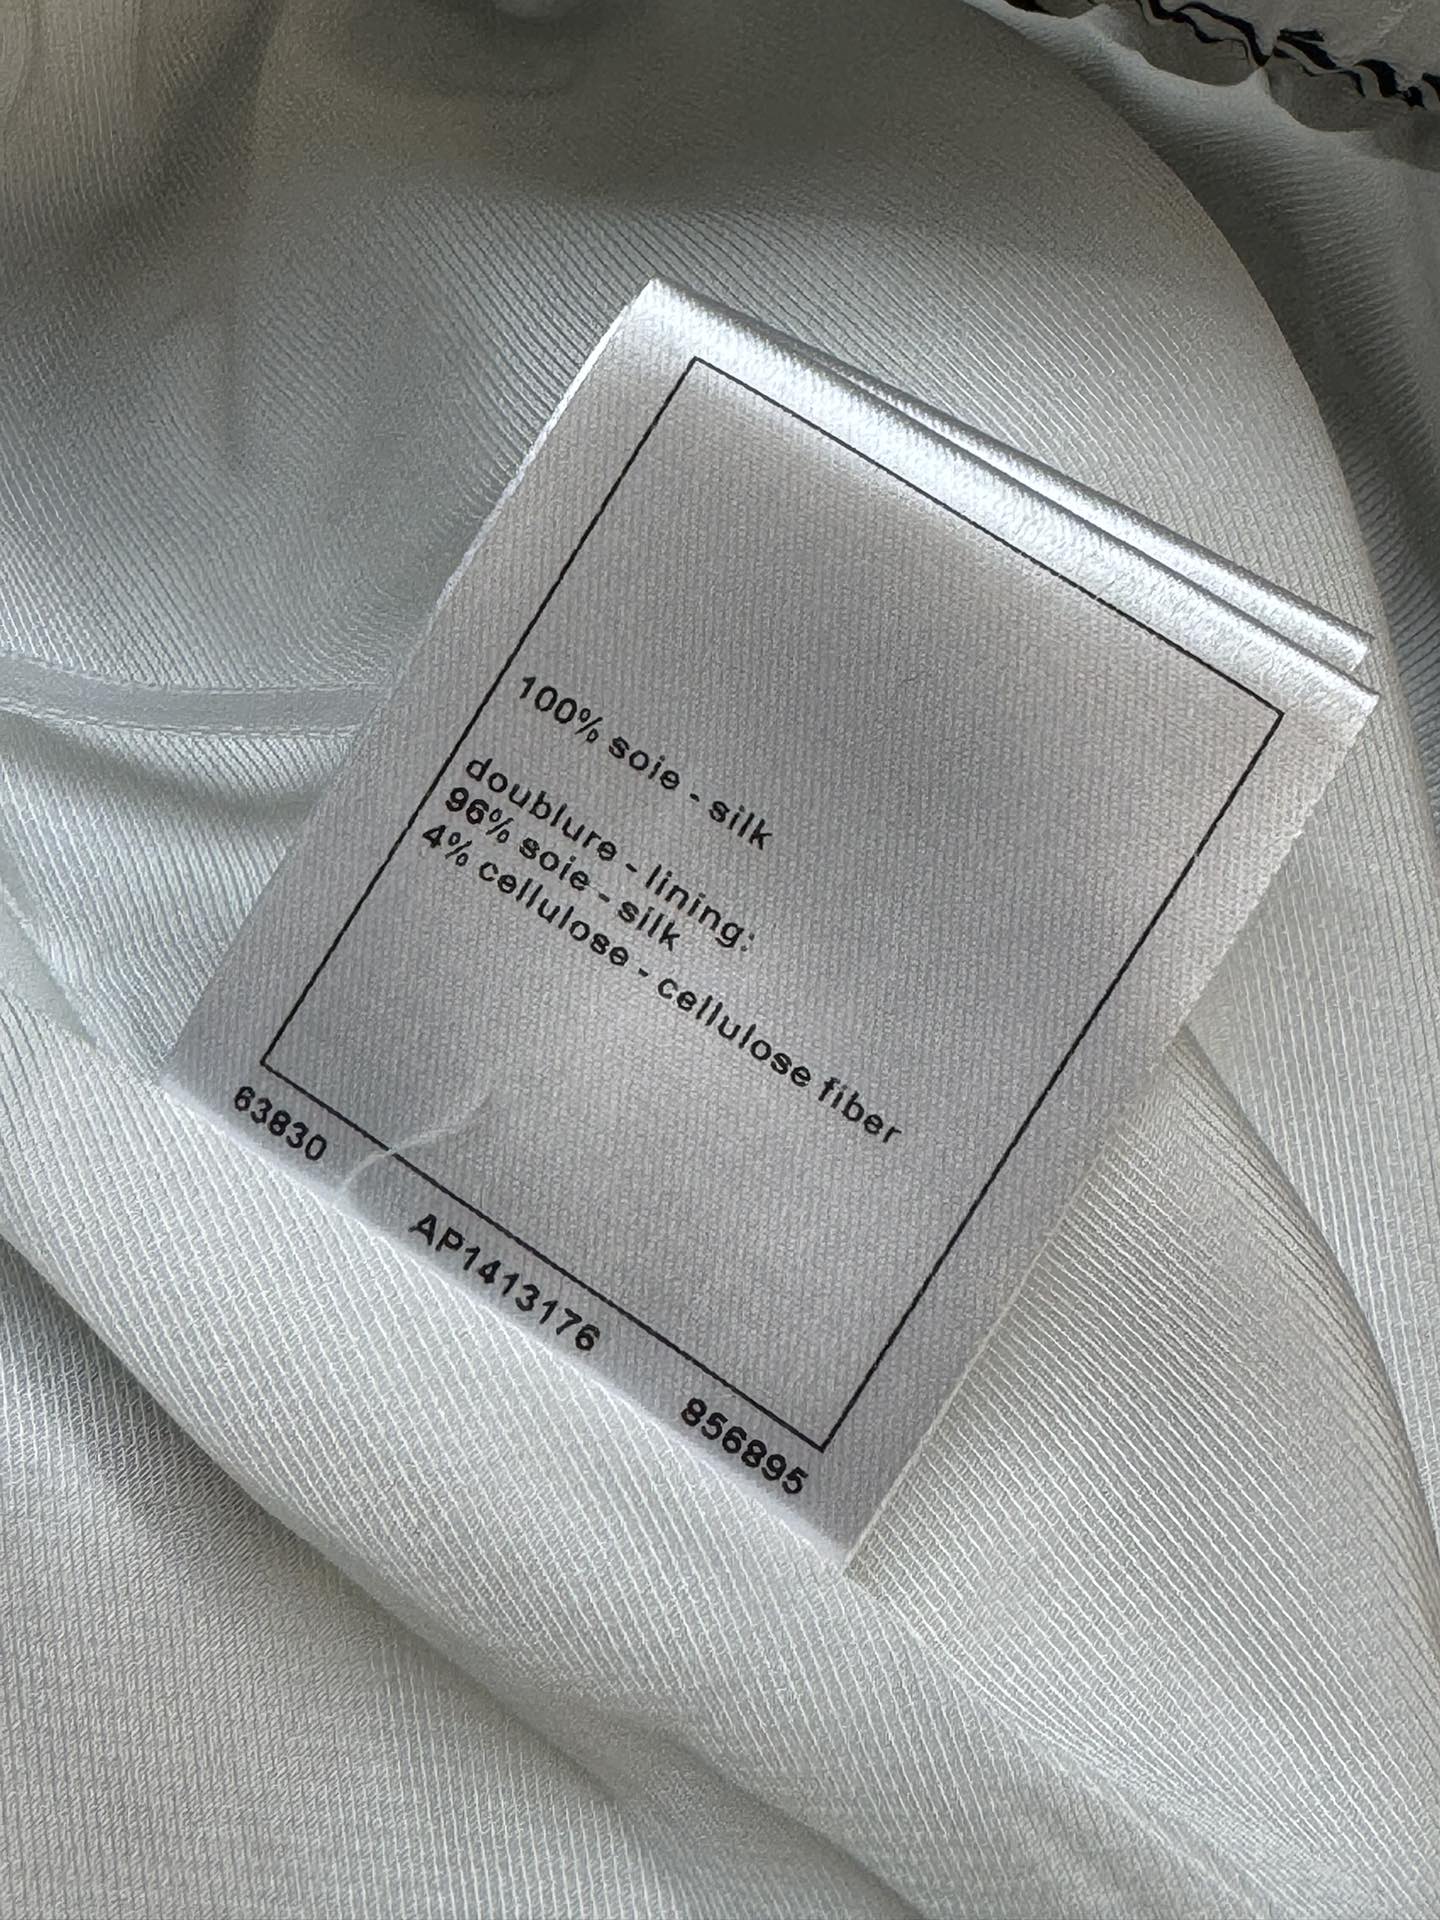 100% soie - silk
doublure - lining:
96% soie - silk
4% cellulose - cellulose fiber
63830 AP1413176 856895